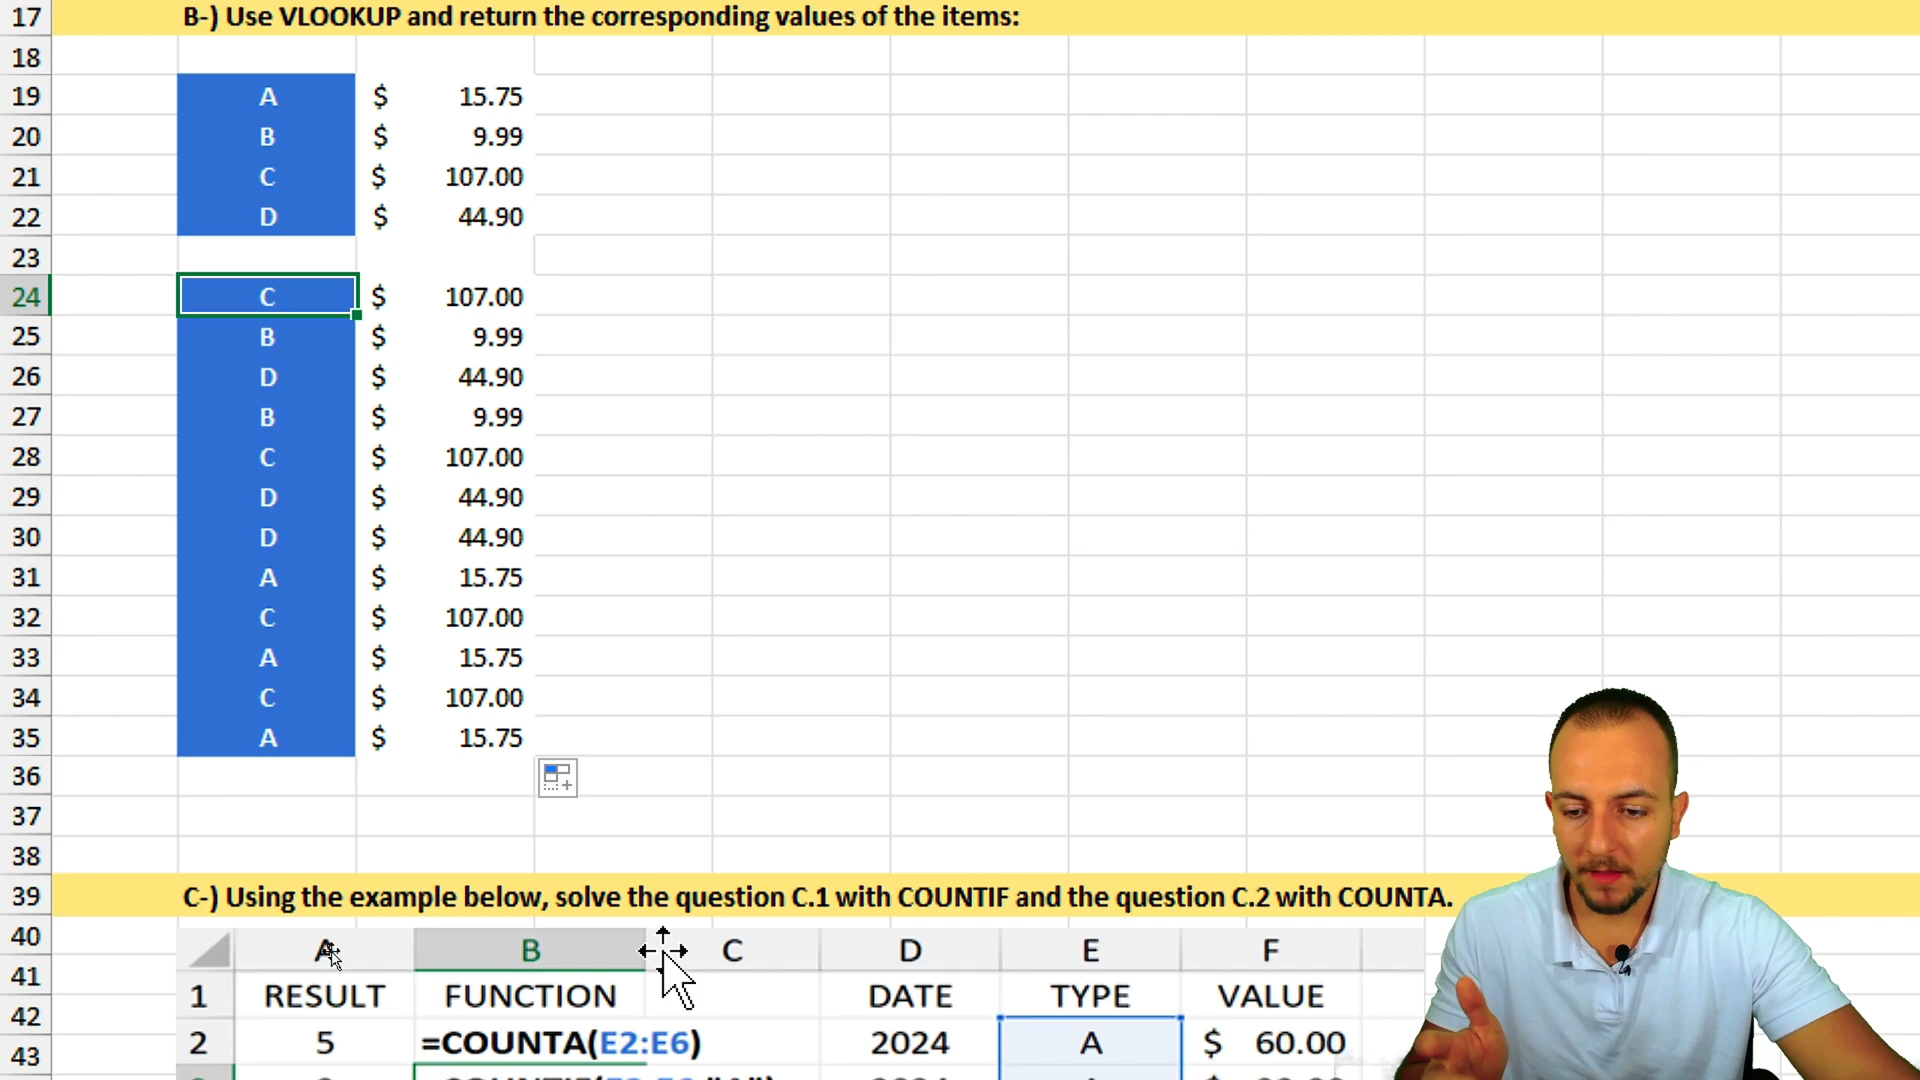 17 B-) Use VLOOKUP and return the corresponding values of the items:
18
19 A $ 15.75
20 B $ 9.99
21 C $ 107.00
22 D $ 44.90
23
24 C $ 107.00
25 B $ 9.99
26 D $ 44.90
27 B $ 9.99
28 C $ 107.00
29 D $ 44.90
30 D $ 44.90
31 A $ 15.75
32 C $ 107.00
33 A $ 15.75
34 C $ 107.00
35 A $ 15.75
36
37
38
39 C-) Using the example below, solve the question C.1 with COUNTIF and the question C.2 with COUNTA.
40 A B C D E F
41 1 RESULT FUNCTION DATE TYPE VALUE
42
43 2 5 =COUNTA(E2:E6) 2024 A $ 60.00